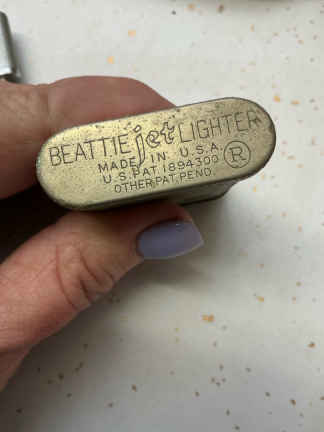 BEATTIE jet LIGHTER
MADE IN U.S.A.
U.S. PAT. 1894300 ®
OTHER PAT. PEND.